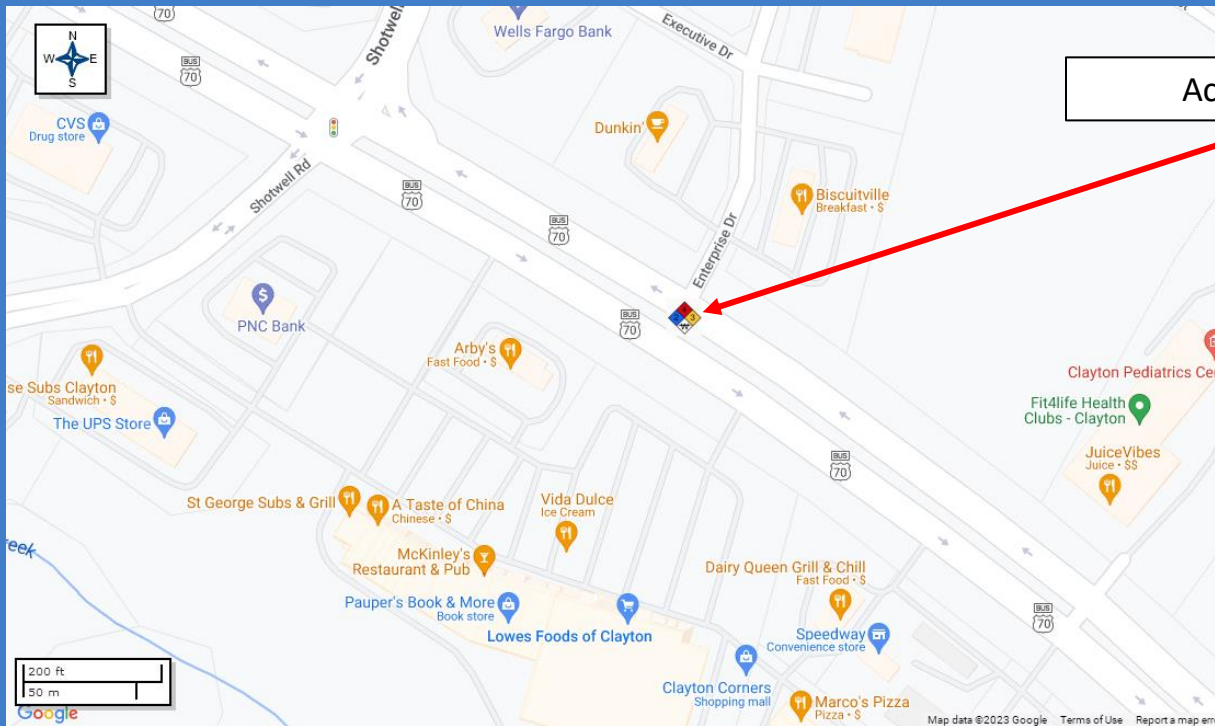 N
W E
S
70
BUS
70
Shotwell
Wells Fargo Bank
Executive Dr
CVS
Drug store
Dunkin'
Shotwell Rd
BUS
70
Biscuitville
Breakfast • $
BUS
70
Enterprise Dr
PNC Bank
BUS
70
2 3
W
Arby's
Fast Food • $
se Subs Clayton
Sandwich • $
The UPS Store
Clayton Pediatrics Ce
Fit4life Health
Clubs - Clayton
JuiceVibes
Juice • $$
BUS
70
St George Subs & Grill
A Taste of China
Chinese • $
Vida Dulce
Ice Cream
McKinley's
Restaurant & Pub
Dairy Queen Grill & Chill
Fast Food • $
Pauper's Book & More
Book store
Lowes Foods of Clayton
Speedway
Convenience store
BUS
70
Clayton Corners
Shopping mall
Marco's Pizza
Pizza • $
eek
200 ft
50 m
Google
Map data ©2023 Google Terms of Use Report a map err